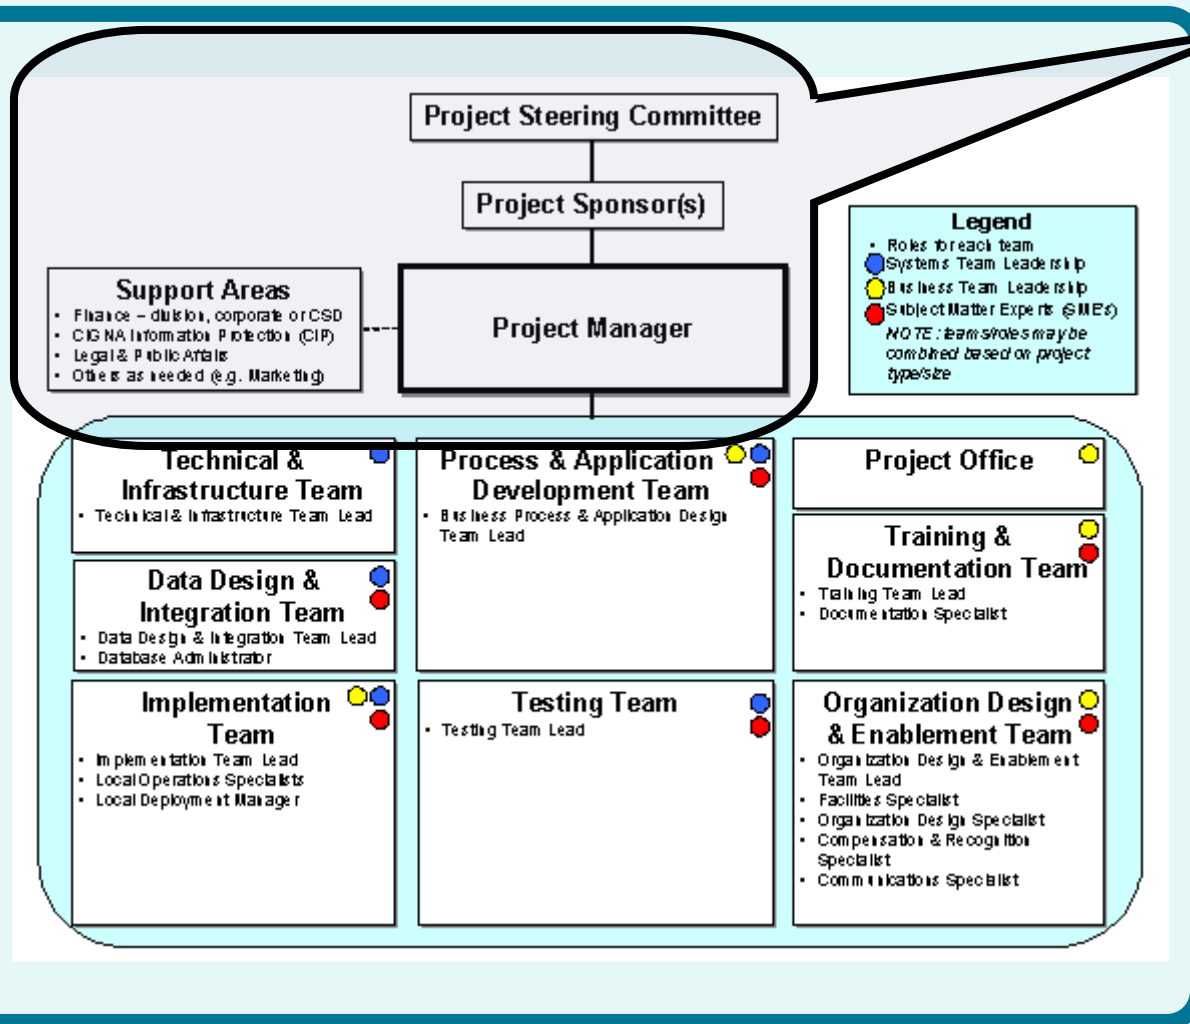 Project Steering Committee
Project Sponsor(s)
Project Manager
Support Areas
• Finance – division, corporate or CSD
• CIGNA Information Protection (CIP)
• Legal & Public Affairs
• Others as needed (e.g. Marketing)
Legend
• Roles for each team
Systems Team Leadership
Business Team Leadership
Subject Matter Experts (SMEs)
NOTE: teams/roles may be
combined based on project
type/size
Technical &
Infrastructure Team
• Technical & Infrastructure Team Lead
Data Design &
Integration Team
• Data Design & Integration Team Lead
• Database Administrator
Implementation
Team
• Implementation Team Lead
• Local Operations Specialists
• Local Deployment Manager
Process & Application
Development Team
• Business Process & Application Design
Team Lead
Testing Team
• Testing Team Lead
Project Office
Training &
Documentation Team
• Training Team Lead
• Documentation Specialist
Organization Design
& Enablement Team
• Organization Design & Enablement
Team Lead
• Facilities Specialist
• Organization Design Specialist
• Compensation & Recognition
Specialist
• Communications Specialist